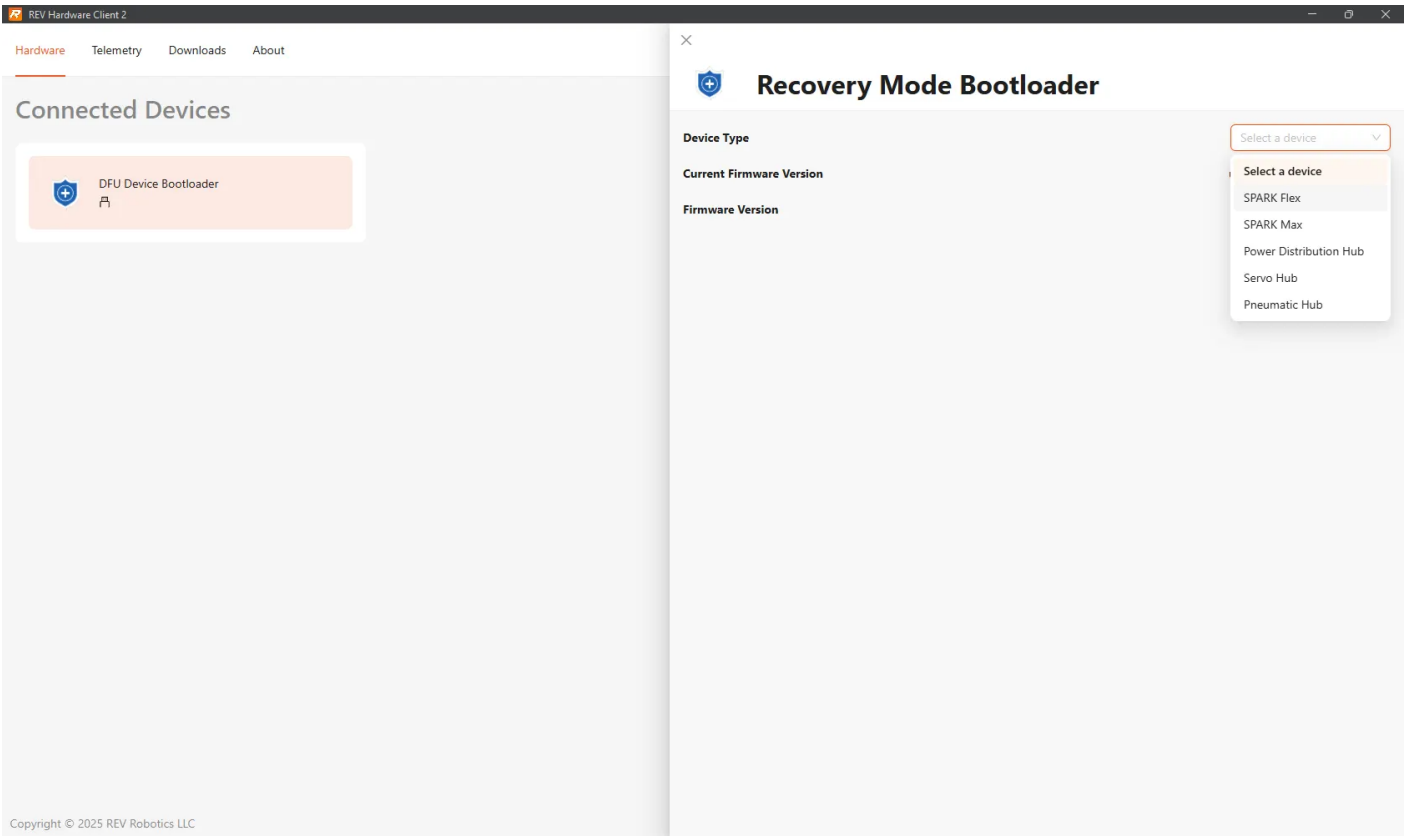 REV Hardware Client 2
Hardware Telemetry Downloads About
Connected Devices
DFU Device Bootloader
Copyright © 2025 REV Robotics LLC
Recovery Mode Bootloader
Device Type
Select a device
Current Firmware Version
Firmware Version
Select a device
SPARK Flex
SPARK Max
Power Distribution Hub
Servo Hub
Pneumatic Hub